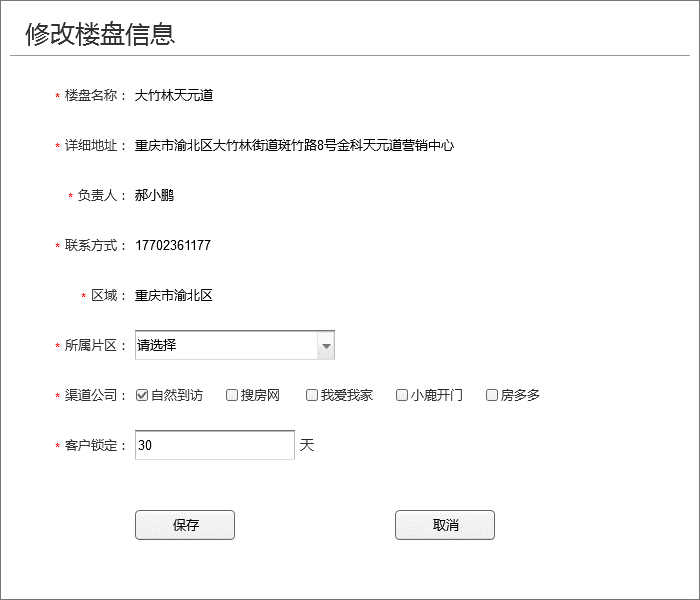 修改楼盘信息
* 楼盘名称： 大竹林天元道
* 详细地址： 重庆市渝北区大竹林街道斑竹路8号金科天元道营销中心
* 负责人： 郝小鹏
* 联系方式： 17702361177
* 区域： 重庆市渝北区
* 所属片区： 请选择
* 渠道公司： 自然到访 搜房网 我爱我家 小鹿开门 房多多
* 客户锁定： 30 天
保存 取消